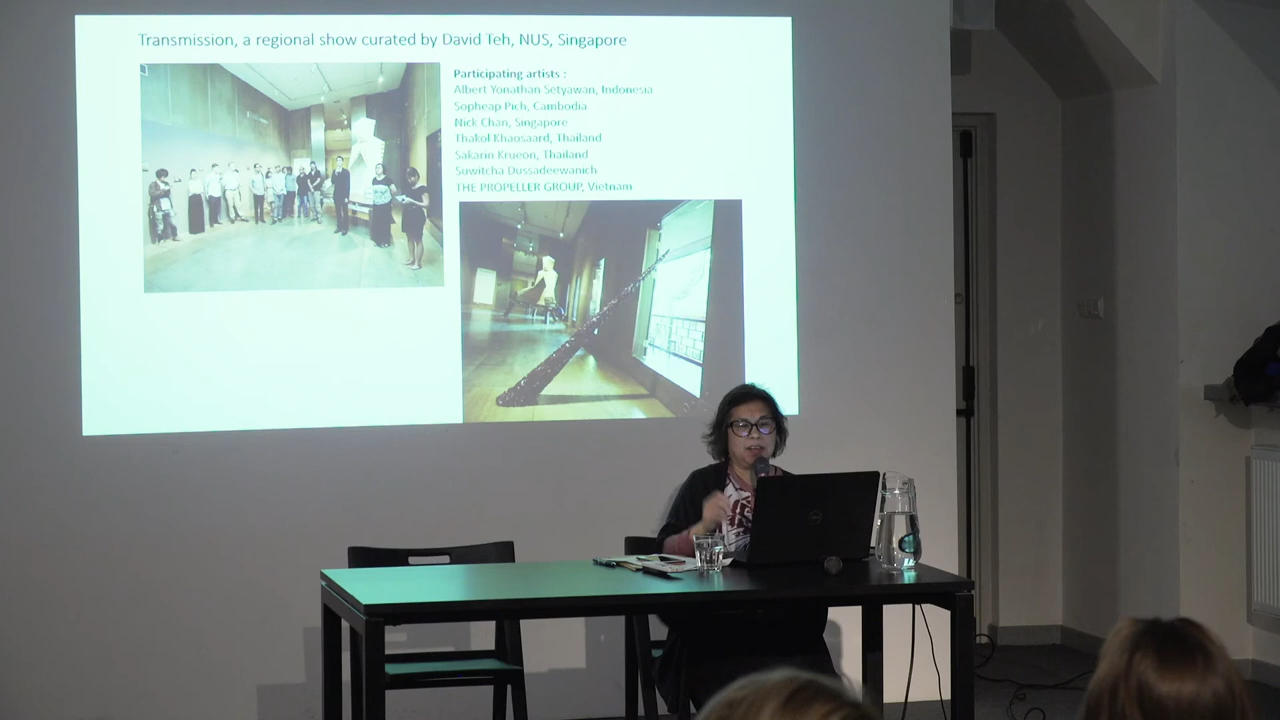 Transmission, a regional show curated by David Teh, NUS, Singapore
Participating artists :
Albert Yonathan Setyawan, Indonesia
Sopheap Pich, Cambodia
Nick Chan, Singapore
Thakol Khaosaard, Thailand
Sakarin Krueon, Thailand
Suwitcha Dussadeewanich
THE PROPELLER GROUP, Vietnam